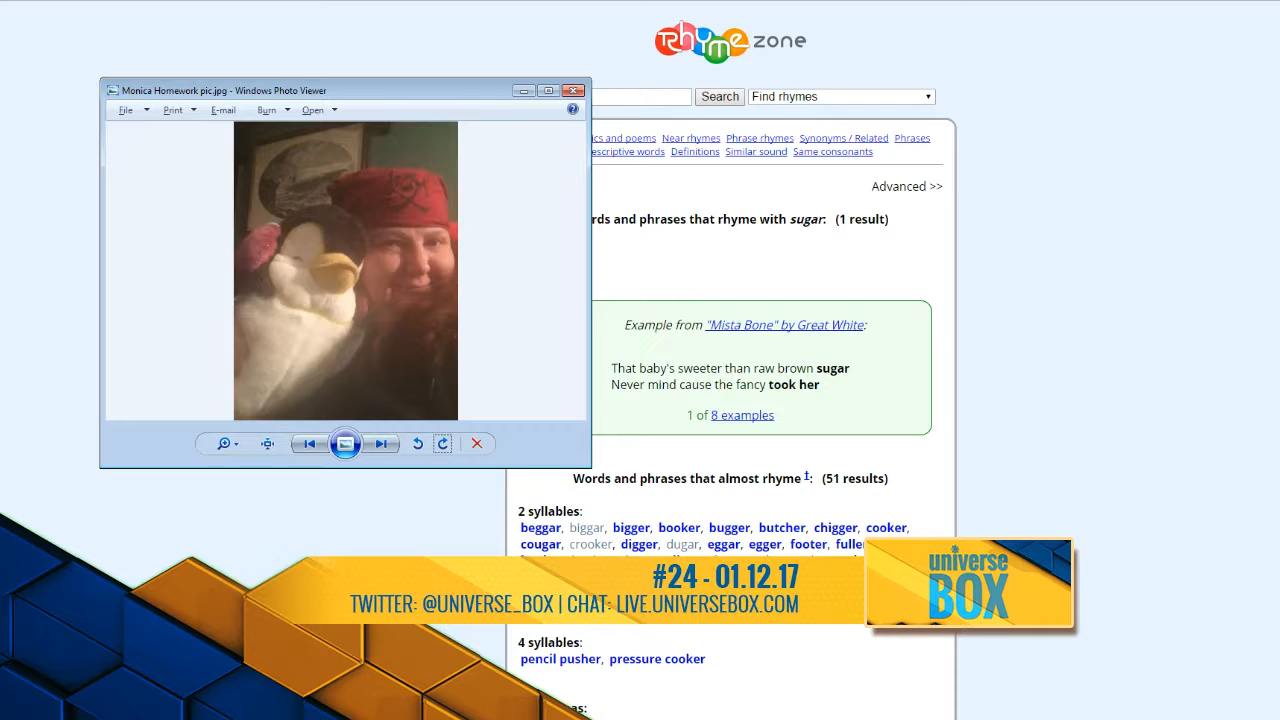 Rhyme zone
Monica Homework pic.jpg - Windows Photo Viewer
File Print E-mail Burn Open
Search Find rhymes
ics and poems Near rhymes Phrase rhymes Synonyms / Related Phrases
escriptive words Definitions Similar sound Same consonants
Advanced >>
rds and phrases that rhyme with sugar: (1 result)
Example from "Mista Bone" by Great White:
That baby's sweeter than raw brown sugar
Never mind cause the fancy took her
1 of 8 examples
Words and phrases that almost rhyme †: (51 results)
2 syllables:
beggar, biggar, bigger, booker, bugger, butcher, chigger, cooker,
cougar, crooker, digger, dugar, eggar, egger, footer, fulle
#24 - 01.12.17
TWITTER: @UNIVERSE_BOX | CHAT: LIVE.UNIVERSEBOX.COM
universe
BOX
4 syllables:
pencil pusher, pressure cooker
as: